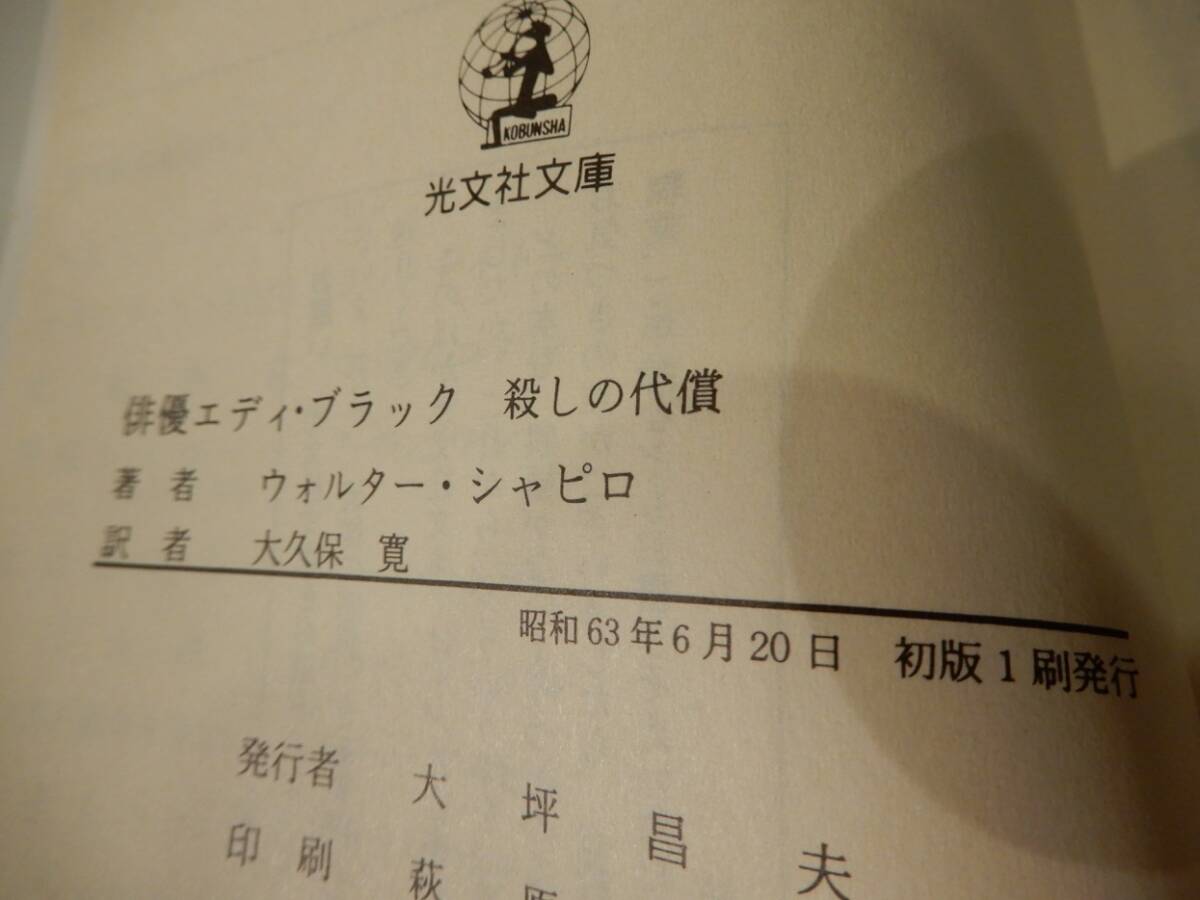 KOBUNSHA
光文社文庫
俳優エディ・ブラック 殺しの代償
著者 ウォルター・シャピロ
訳者 大久保 寛
昭和63年6月20日 初版1刷発行
発行者 大坪昌夫
印刷 萩原